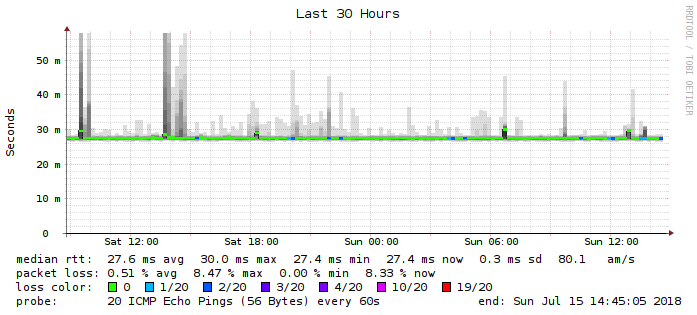 Last 30 Hours
RRDTOOL / TOBI OETIKER
Seconds
50 m
40 m
30 m
20 m
10 m
0
Sat 12:00 Sat 18:00 Sun 00:00 Sun 06:00 Sun 12:00
median rtt: 27.6 ms avg 30.0 ms max 27.4 ms min 27.4 ms now 0.3 ms sd 80.1 am/s
packet loss: 0.51 % avg 8.47 % max 0.00 % min 8.33 % now
loss color: 0 1/20 2/20 3/20 4/20 10/20 19/20
probe: 20 ICMP Echo Pings (56 Bytes) every 60s end: Sun Jul 15 14:45:05 2018